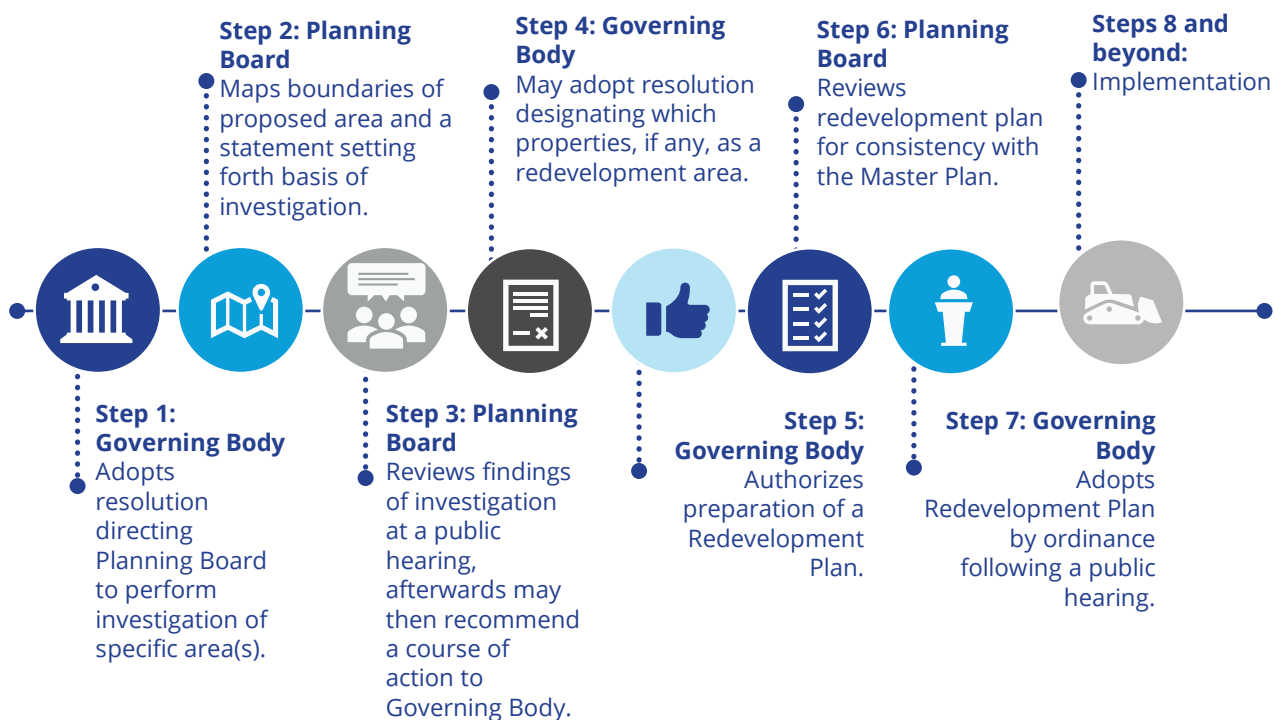 Step 1:
Governing Body
Adopts
resolution
directing
Planning Board
to perform
investigation of
specific area(s).
Step 2: Planning
Board
Maps boundaries of
proposed area and a
statement setting
forth basis of
investigation.
Step 3: Planning
Board
Reviews findings
of investigation
at a public
hearing,
afterwards may
then recommend
a course of
action to
Governing Body.
Step 4: Governing
Body
May adopt resolution
designating which
properties, if any, as a
redevelopment area.
Step 5:
Governing Body
Authorizes
preparation of a
Redevelopment
Plan.
Step 6: Planning
Board
Reviews
redevelopment plan
for consistency with
the Master Plan.
Step 7: Governing
Body
Adopts
Redevelopment Plan
by ordinance
following a public
hearing.
Steps 8 and
beyond:
Implementation